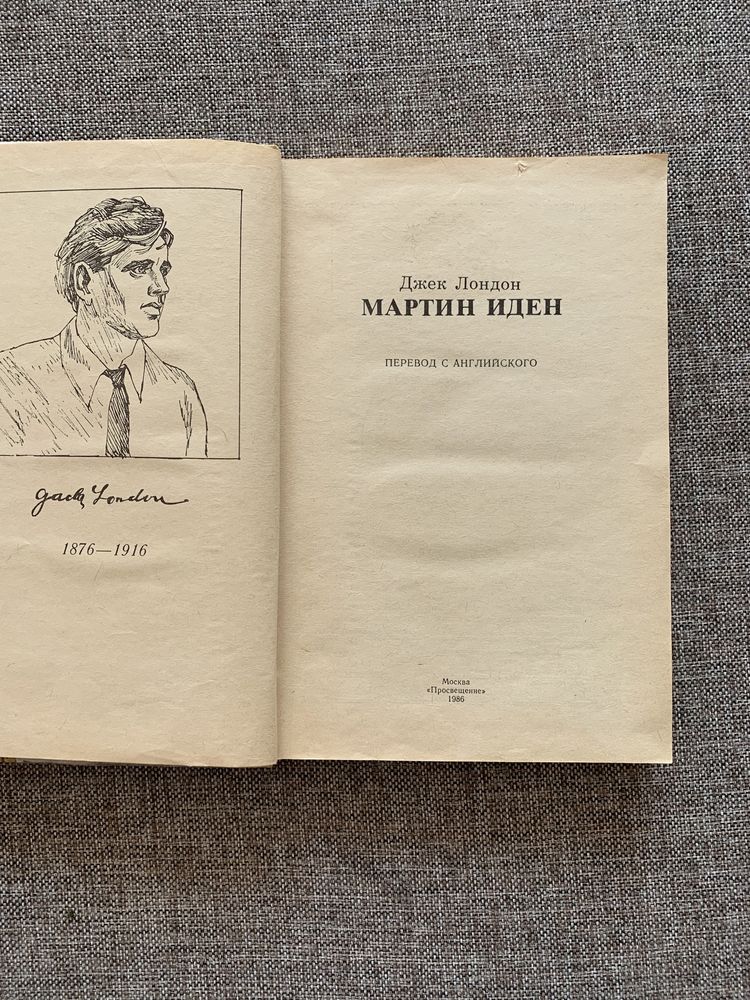 Jack London
1876—1916
Джек Лондон
МАРТИН ИДЕН
ПЕРЕВОД С АНГЛИЙСКОГО
Москва
«Просвещение»
1986